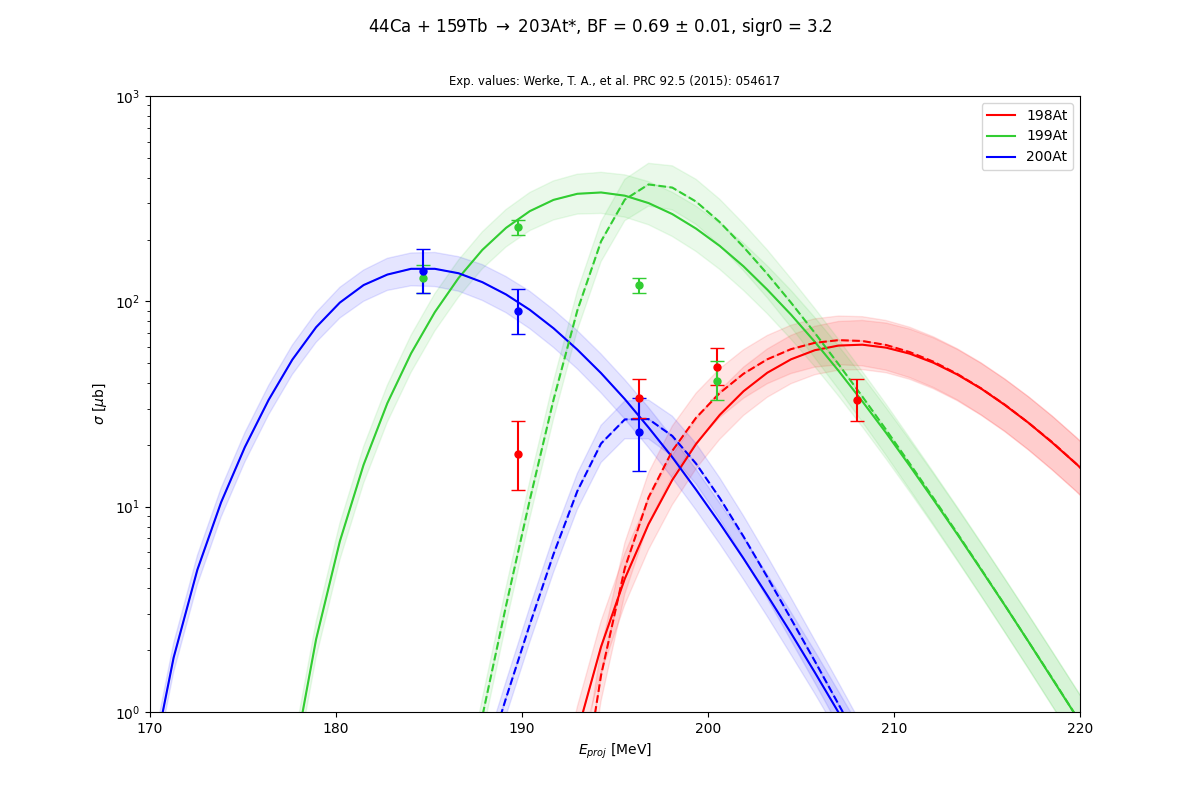 44Ca + 159Tb → 203At*, BF = 0.69 ± 0.01, sigr0 = 3.2
Exp. values: Werke, T. A., et al. PRC 92.5 (2015): 054617
10³
198At
199At
200At
10²
σ [μb]
10¹
10⁰
170 180 190 200 210 220
E_proj [MeV]